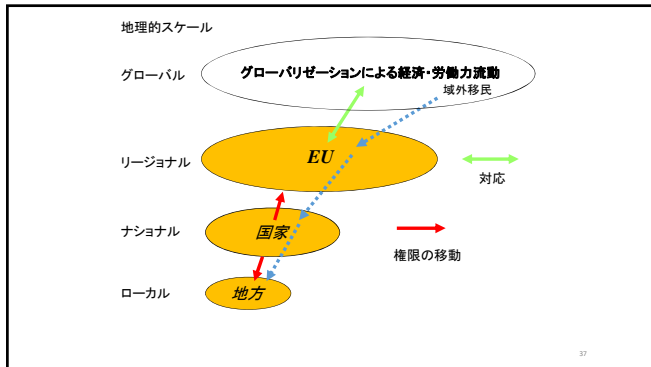 地理的スケール
グローバル
グローバリゼーションによる経済・労働力流動
域外移民
リージョナル
EU
対応
ナショナル
国家
権限の移動
ローカル
地方
37